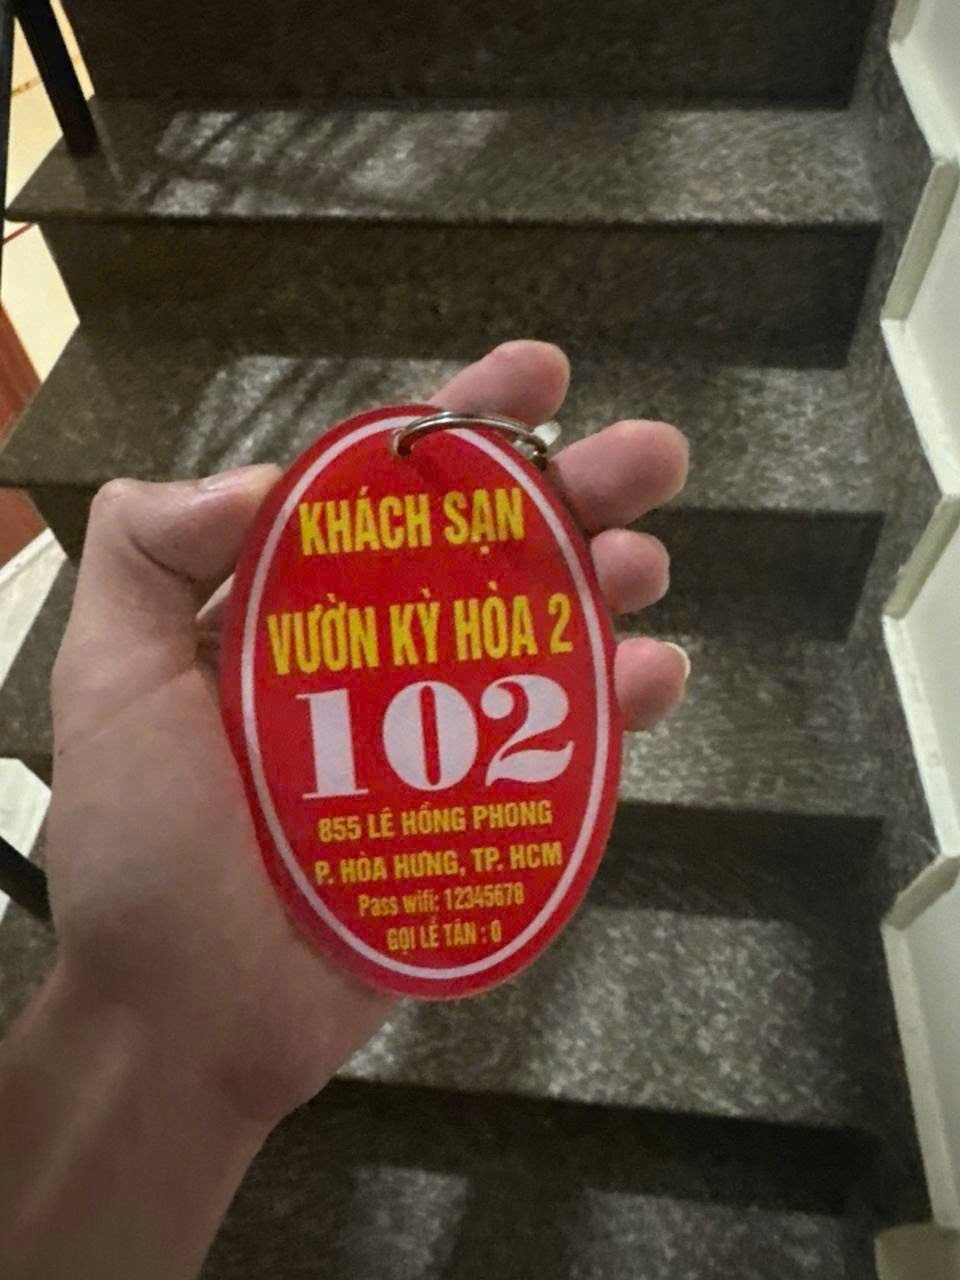 KHÁCH SẠN
VƯỜN KỲ HÒA 2
102
855 LÊ HỒNG PHONG
P. HÒA HƯNG, TP. HCM
Pass wifi: 12345678
GỌI LỄ TÂN : 0